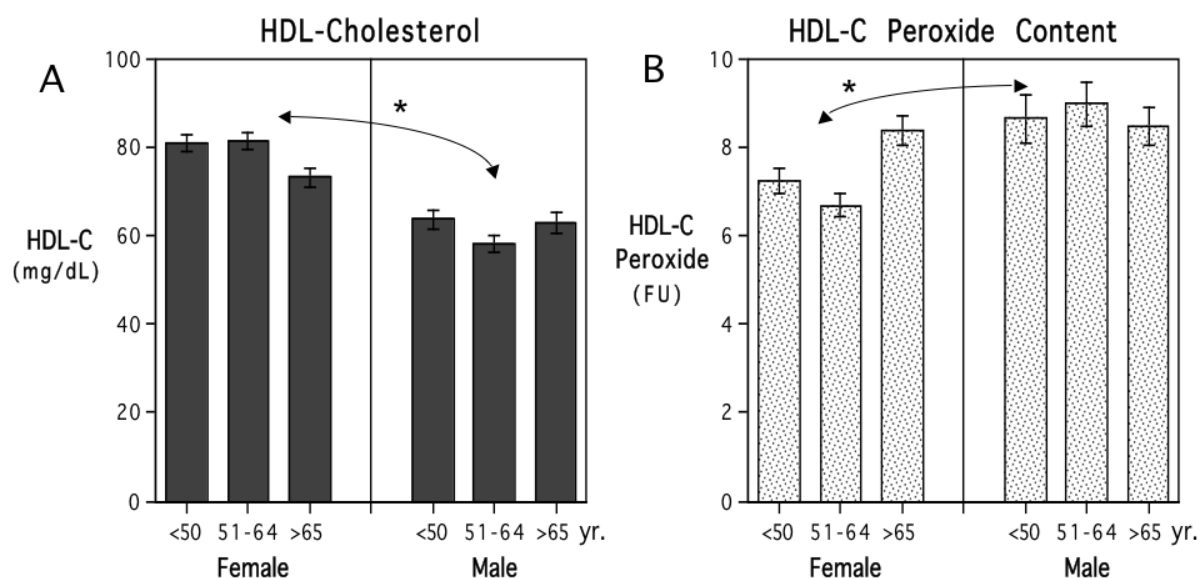 A
HDL-Cholesterol
100
80
60
40
20
0
HDL-C
(mg/dL)
*
<50 51-64 >65
<50 51-64 >65 yr.
Female
Male
B
HDL-C Peroxide Content
10
8
6
4
2
0
HDL-C
Peroxide
(FU)
*
<50 51-64 >65
<50 51-64 >65 yr.
Female
Male